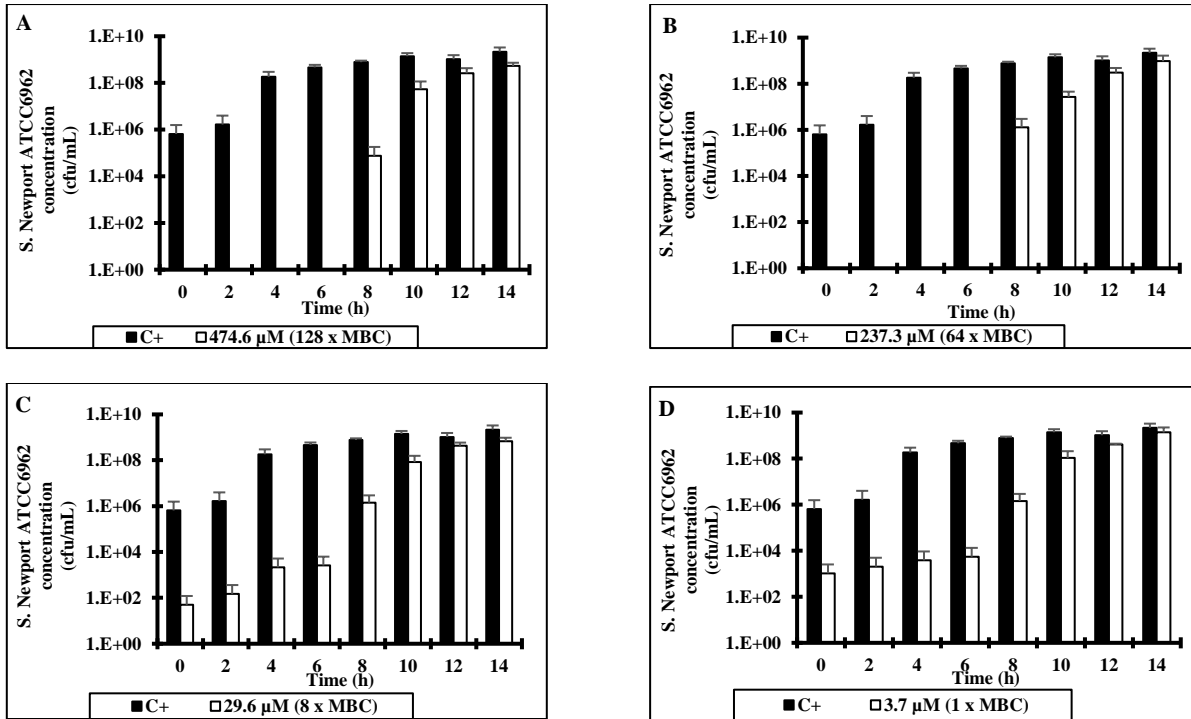 A
S. Newport ATCC6962
concentration
(cfu/mL)
1.E+10
1.E+08
1.E+06
1.E+04
1.E+02
1.E+00
0 2 4 6 8 10 12 14
Time (h)
C+ 474.6 µM (128 x MBC)
B
S. Newport ATCC6962
concentration
(cfu/mL)
1.E+10
1.E+08
1.E+06
1.E+04
1.E+02
1.E+00
0 2 4 6 8 10 12 14
Time (h)
C+ 237.3 µM (64 x MBC)
C
S. Newport ATCC6962
concentration
(cfu/mL)
1.E+10
1.E+08
1.E+06
1.E+04
1.E+02
1.E+00
0 2 4 6 8 10 12 14
Time (h)
C+ 29.6 µM (8 x MBC)
D
S. Newport ATCC6962
concentration
(cfu/mL)
1.E+10
1.E+08
1.E+06
1.E+04
1.E+02
1.E+00
0 2 4 6 8 10 12 14
Time (h)
C+ 3.7 µM (1 x MBC)